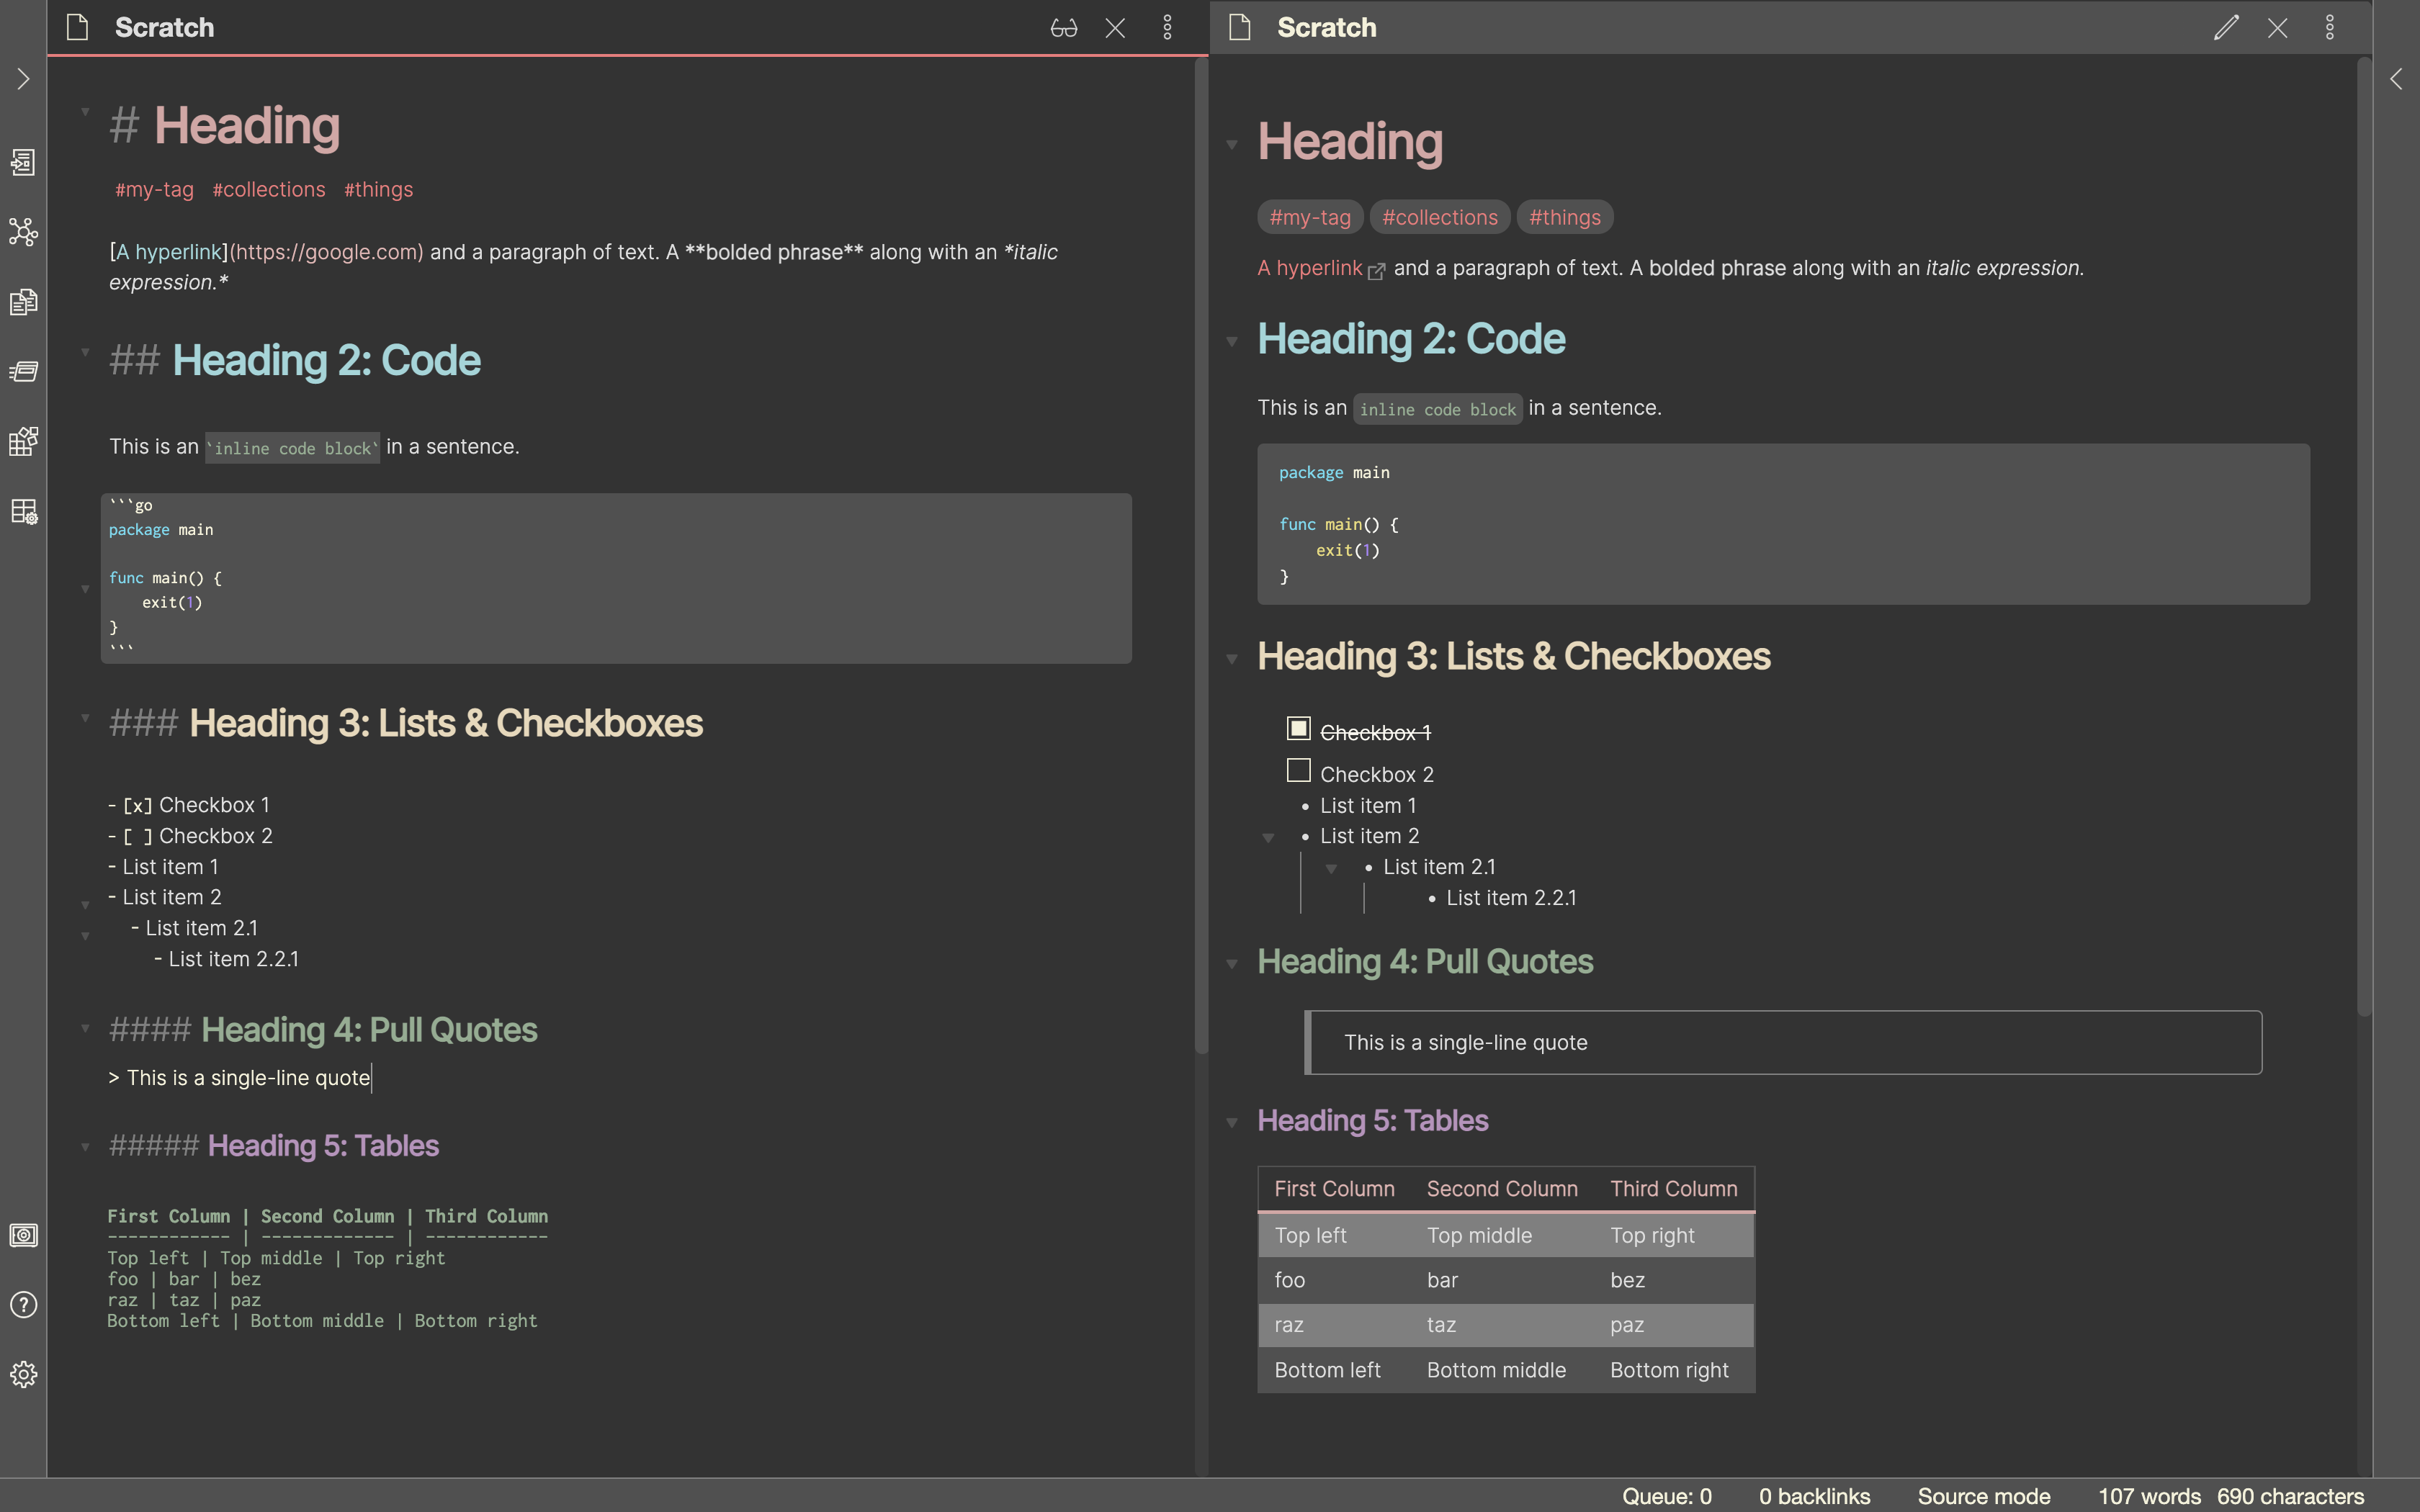 Scratch
# Heading
#my-tag #collections #things
[A hyperlink](https://google.com) and a paragraph of text. A **bolded phrase** along with an *italic
expression.*
## Heading 2: Code
This is an `inline code block` in a sentence.
```go
package main
func main() {
    exit(1)
}
```
### Heading 3: Lists & Checkboxes
- [x] Checkbox 1
- [ ] Checkbox 2
- List item 1
- List item 2
    - List item 2.1
        - List item 2.2.1
#### Heading 4: Pull Quotes
> This is a single-line quote
##### Heading 5: Tables
First Column | Second Column | Third Column
------------ | ------------- | ------------
Top left | Top middle | Top right
foo | bar | bez
raz | taz | paz
Bottom left | Bottom middle | Bottom right
Scratch
Heading
#my-tag #collections #things
A hyperlink and a paragraph of text. A bolded phrase along with an italic expression.
Heading 2: Code
This is an inline code block in a sentence.
package main
func main() {
    exit(1)
}
Heading 3: Lists & Checkboxes
Checkbox 1
Checkbox 2
• List item 1
• List item 2
• List item 2.1
• List item 2.2.1
Heading 4: Pull Quotes
This is a single-line quote
Heading 5: Tables
First Column Second Column Third Column
Top left Top middle Top right
foo bar bez
raz taz paz
Bottom left Bottom middle Bottom right
Queue: 0 0 backlinks Source mode 107 words 690 characters